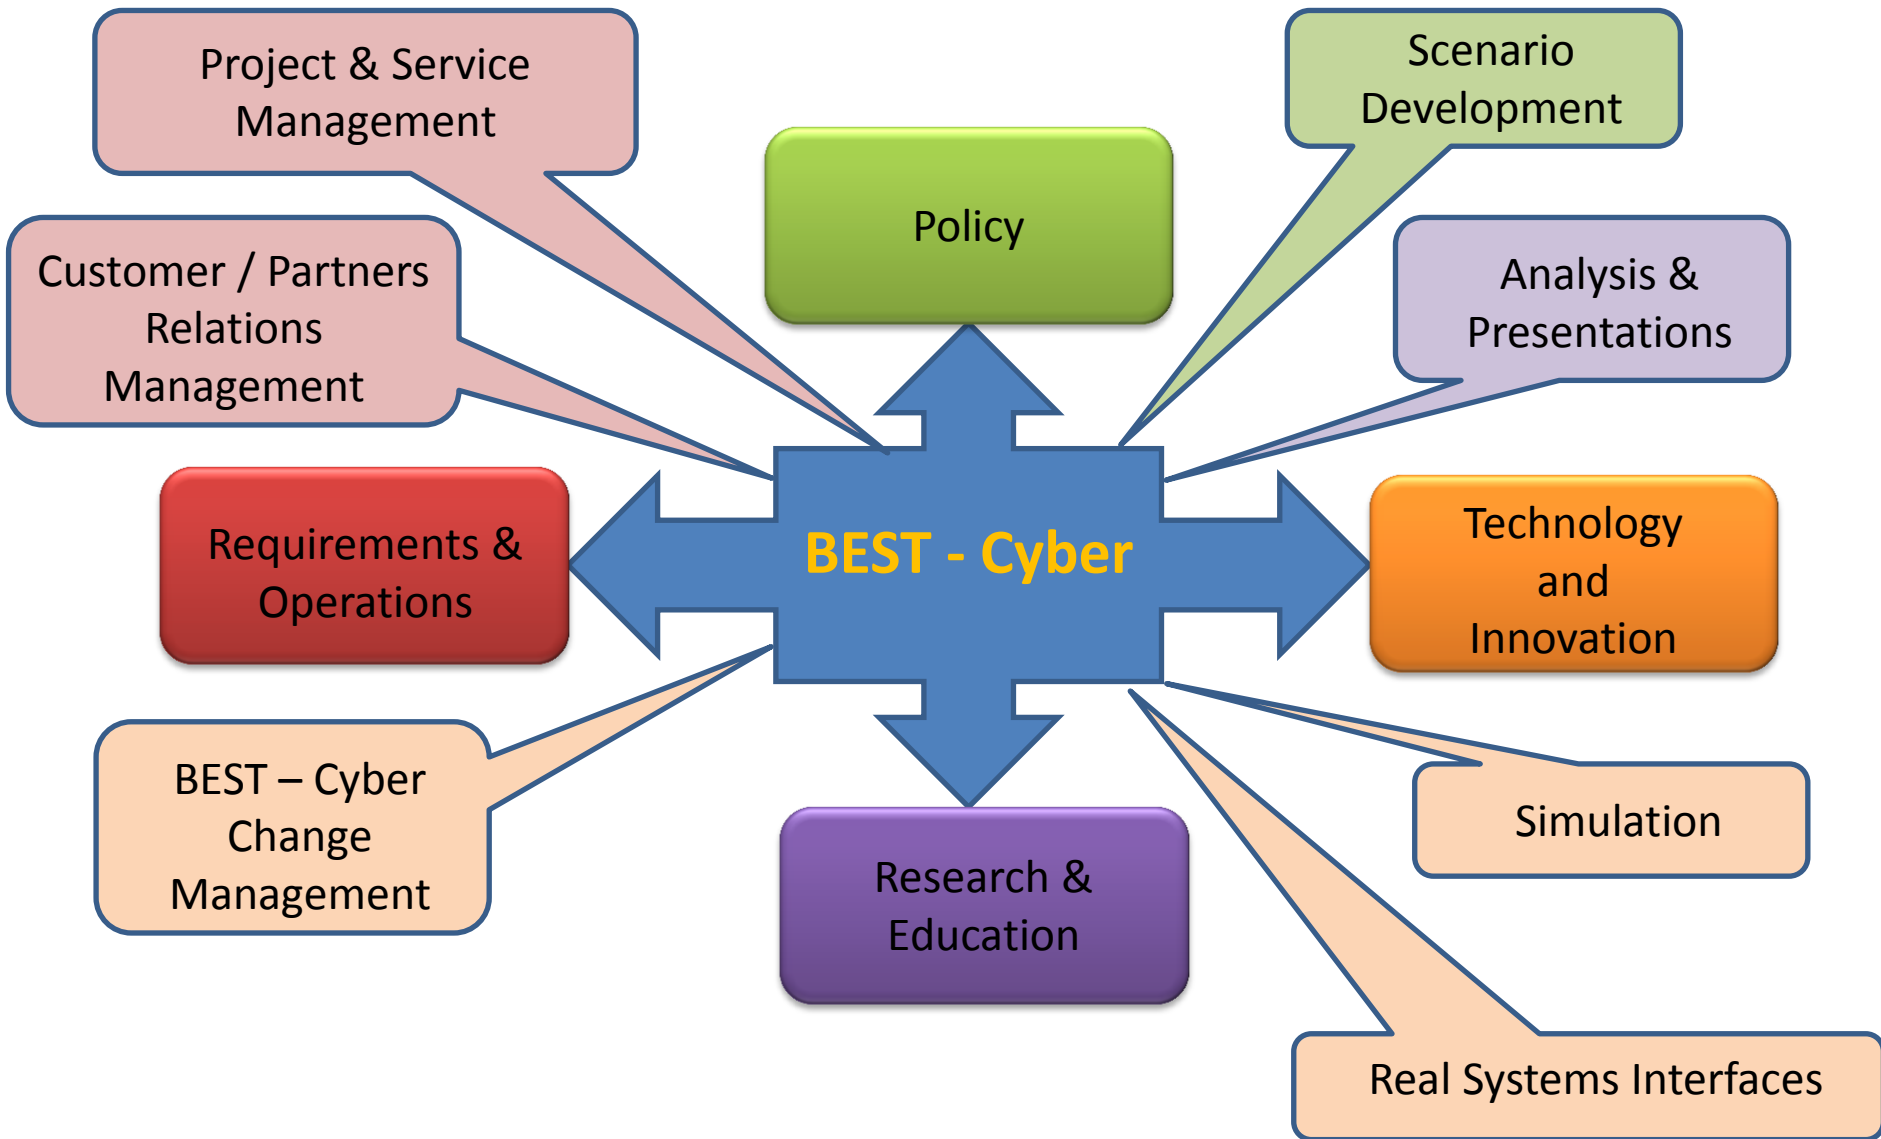 Project & Service
Management
Scenario
Development
Policy
Customer / Partners
Relations
Management
Analysis &
Presentations
Requirements &
Operations
BEST - Cyber
Technology
and
Innovation
BEST – Cyber
Change
Management
Research &
Education
Simulation
Real Systems Interfaces